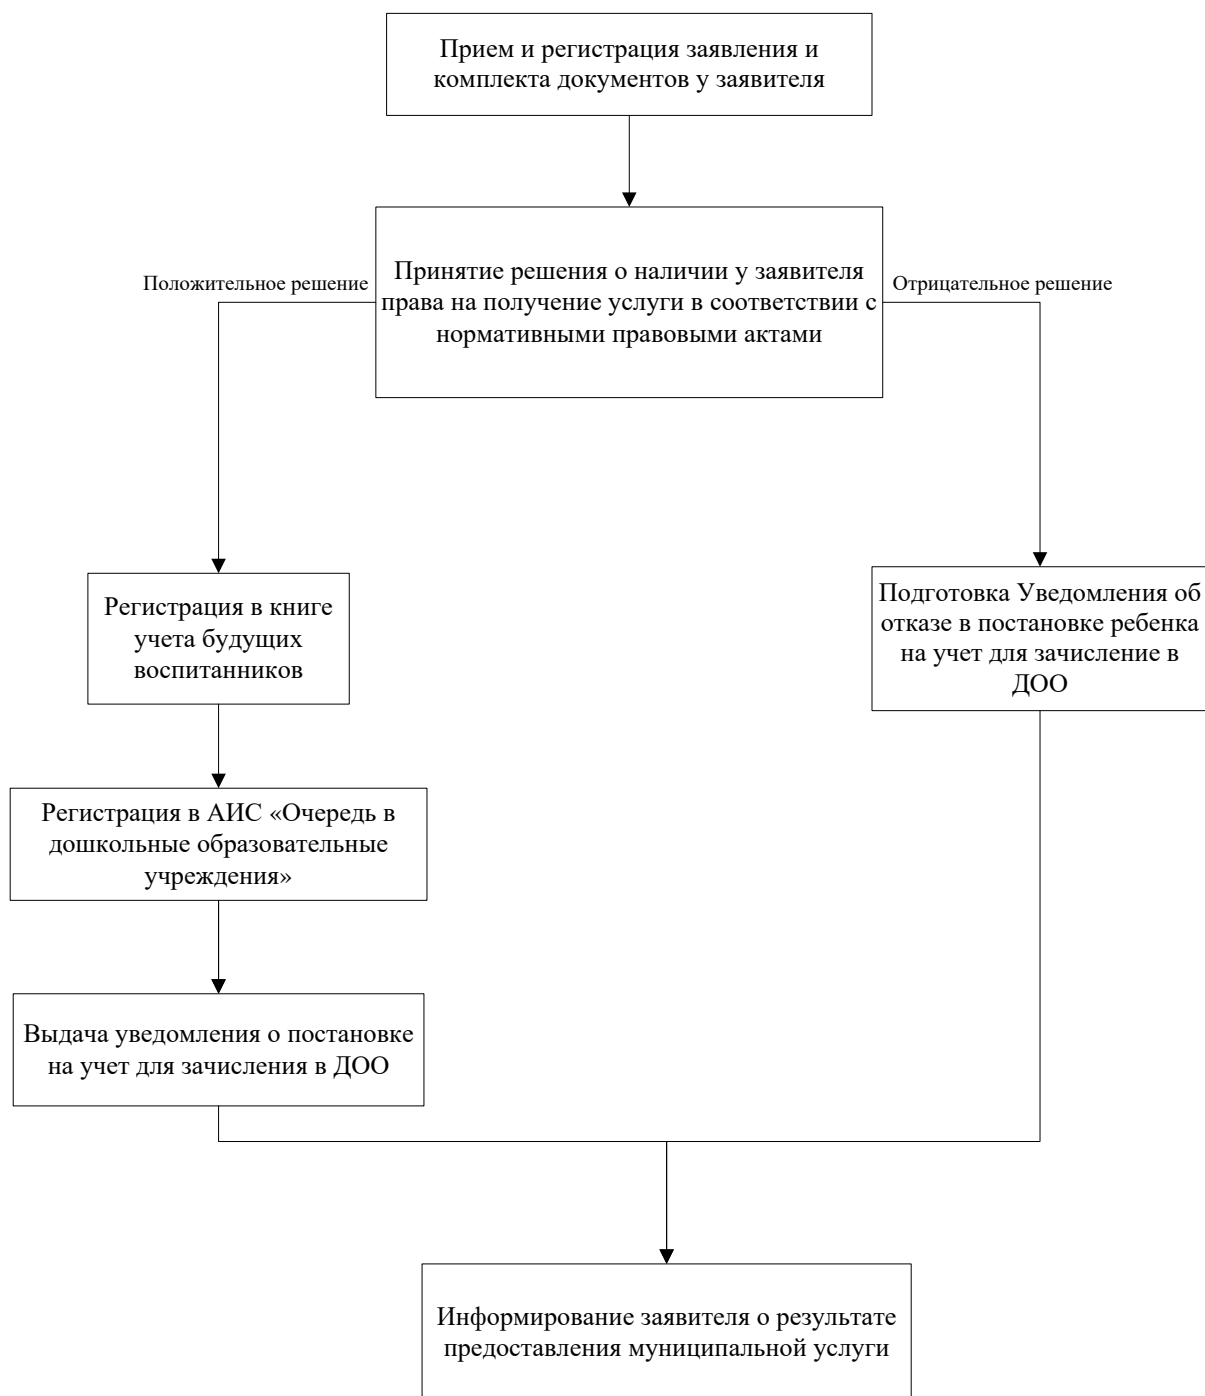 Прием и регистрация заявления и
комплекта документов у заявителя
Положительное решение
Принятие решения о наличии у заявителя
права на получение услуги в соответствии с
нормативными правовыми актами
Отрицательное решение
Регистрация в книге
учета будущих
воспитанников
Подготовка Уведомления об
отказе в постановке ребенка
на учет для зачисление в
ДОО
Регистрация в АИС «Очередь в
дошкольные образовательные
учреждения»
Выдача уведомления о постановке
на учет для зачисления в ДОО
Информирование заявителя о результате
предоставления муниципальной услуги